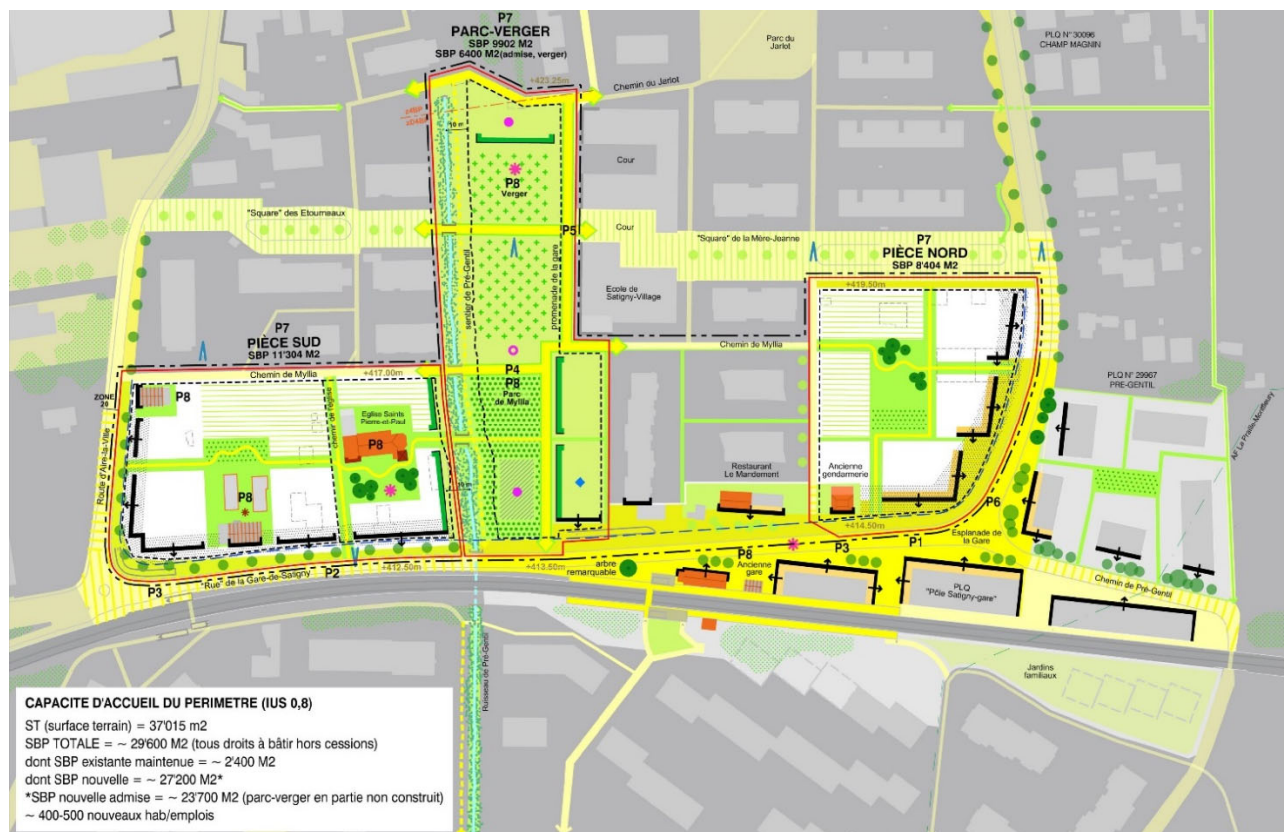 P7
PARC-VERGER
SBP 9902 M2
SBP 6400 M2(admise, verger)
Parc du
Jarlot
PLQ N° 30096
CHAMP MAGNIN
+423.25m
Chemin du Jarlot
10 m
Cour
P8
Verger
"Square" des Etourneaux
P5
Cour
"Square" de la Mère-Jeanne
P7
PIÈCE NORD
SBP 8'404 M2
sentier de Pré-Gentil
promenade de la gare
Ecole de
Satigny-Village
+419.50m
P7
PIÈCE SUD
SBP 11'304 M2
Chemin de Myllia
+417.00m
P4
P8
Parc
de Myllia
Chemin de Myllia
PLQ N° 29967
PRE-GENTIL
ZONE
P8
chemin de l'église
Eglise Saints
Pierre-et-Paul
P8
P8
Route d'Aire-la-Ville
Restaurant
Le Mandement
Ancienne
gendarmerie
P6
+414.50m
P1
Esplanade de
la Gare
P3
P8
Ancienne
gare
arbre
remarquable
+413.50m
+412.50m
"Rue" de la Gare-de-Satigny
P2
P3
PLQ
"Pôle Satigny-gare"
Chemin de Pré-Gentil
Ruisseau de Pré-Gentil
Jardins
familiaux
CAPACITE D'ACCUEIL DU PERIMETRE (IUS 0,8)
ST (surface terrain) = 37'015 m2
SBP TOTALE = ~ 29'600 M2 (tous droits à bâtir hors cessions)
dont SBP existante maintenue = ~ 2'400 M2
dont SBP nouvelle = ~ 27'200 M2*
*SBP nouvelle admise = ~ 23'700 M2 (parc-verger en partie non construit)
~ 400-500 nouveaux hab/emplois